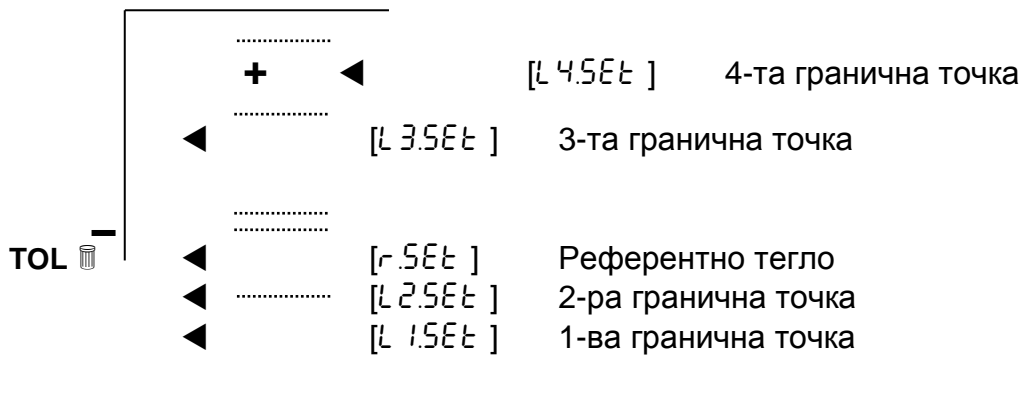 + ◀ [L4.SEt ] 4-та гранична точка
◀ [L3.SEt ] 3-та гранична точка
TOL ◀ [r.SEt ] Референтно тегло
◀ [L2.SEt ] 2-ра гранична точка
◀ [L1.SEt ] 1-ва гранична точка